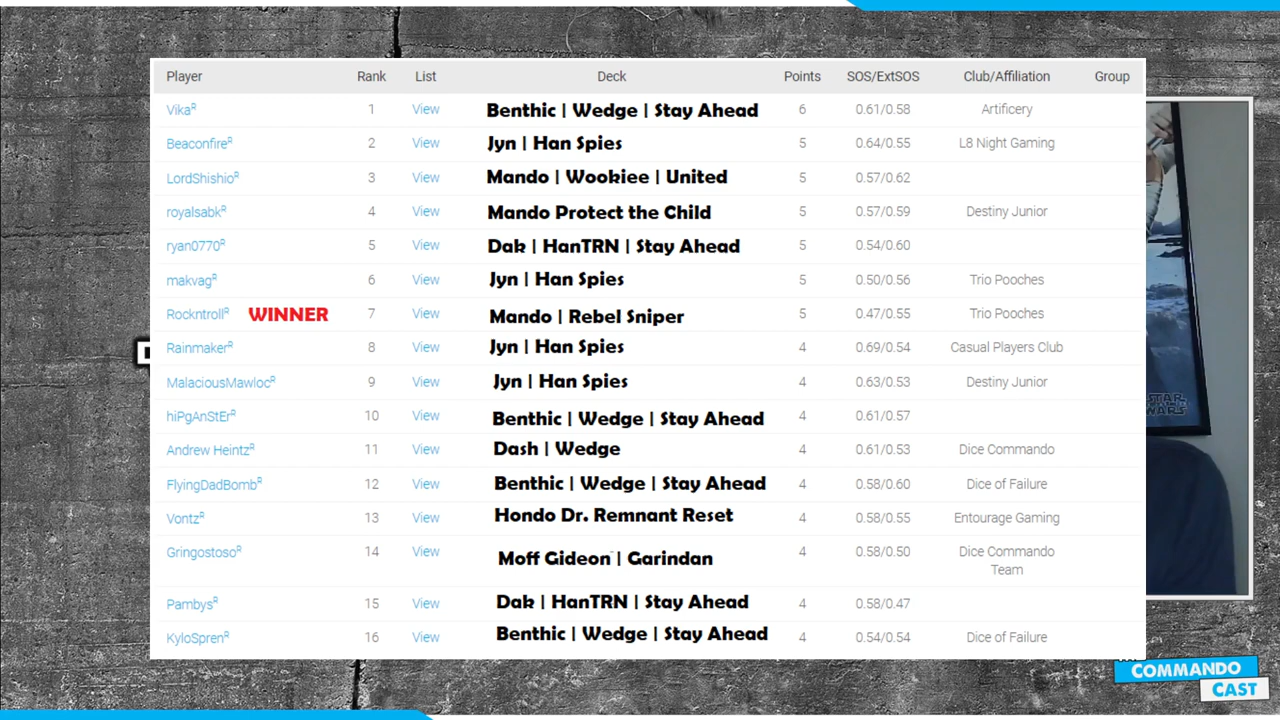 Player Rank List Deck Points SOS/ExtSOS Club/Affiliation Group
Vikaᴿ 1 View Benthic | Wedge | Stay Ahead 6 0.61/0.58 Artificery
Beaconfireᴿ 2 View Jyn | Han Spies 5 0.64/0.55 L8 Night Gaming
LordShishioᴿ 3 View Mando | Wookiee | United 5 0.57/0.62
royalsabkᴿ 4 View Mando Protect the Child 5 0.57/0.59 Destiny Junior
ryan0770ᴿ 5 View Dak | HanTRN | Stay Ahead 5 0.54/0.60
makvagᴿ 6 View Jyn | Han Spies 5 0.50/0.56 Trio Pooches
Rockntrollᴿ WINNER 7 View Mando | Rebel Sniper 5 0.47/0.55 Trio Pooches
Rainmakerᴿ 8 View Jyn | Han Spies 4 0.69/0.54 Casual Players Club
MalaciousMawlocᴿ 9 View Jyn | Han Spies 4 0.63/0.53 Destiny Junior
hiPgAnStErᴿ 10 View Benthic | Wedge | Stay Ahead 4 0.61/0.57
Andrew Heintzᴿ 11 View Dash | Wedge 4 0.61/0.53 Dice Commando
FlyingDadBombᴿ 12 View Benthic | Wedge | Stay Ahead 4 0.58/0.60 Dice of Failure
Vontzᴿ 13 View Hondo Dr. Remnant Reset 4 0.58/0.55 Entourage Gaming
Gringostosoᴿ 14 View Moff Gideon | Garindan 4 0.58/0.50 Dice Commando
Team
Pambysᴿ 15 View Dak | HanTRN | Stay Ahead 4 0.58/0.47
KyloSprenᴿ 16 View Benthic | Wedge | Stay Ahead 4 0.54/0.54 Dice of Failure
STAR
WARS
COMMANDO
CAST